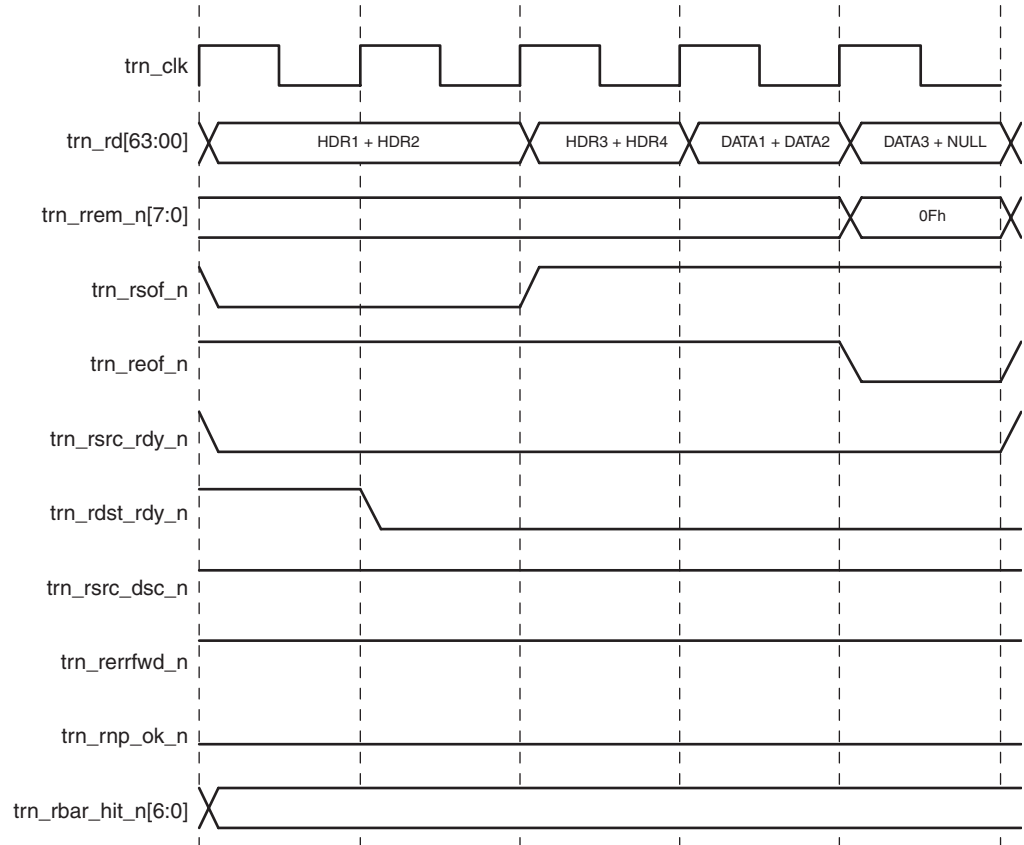 trn_clk
trn_rd[63:00]
HDR1 + HDR2
HDR3 + HDR4
DATA1 + DATA2
DATA3 + NULL
trn_rrem_n[7:0]
0Fh
trn_rsof_n
trn_reof_n
trn_rsrc_rdy_n
trn_rdst_rdy_n
trn_rsrc_dsc_n
trn_rerrfwd_n
trn_rnp_ok_n
trn_rbar_hit_n[6:0]